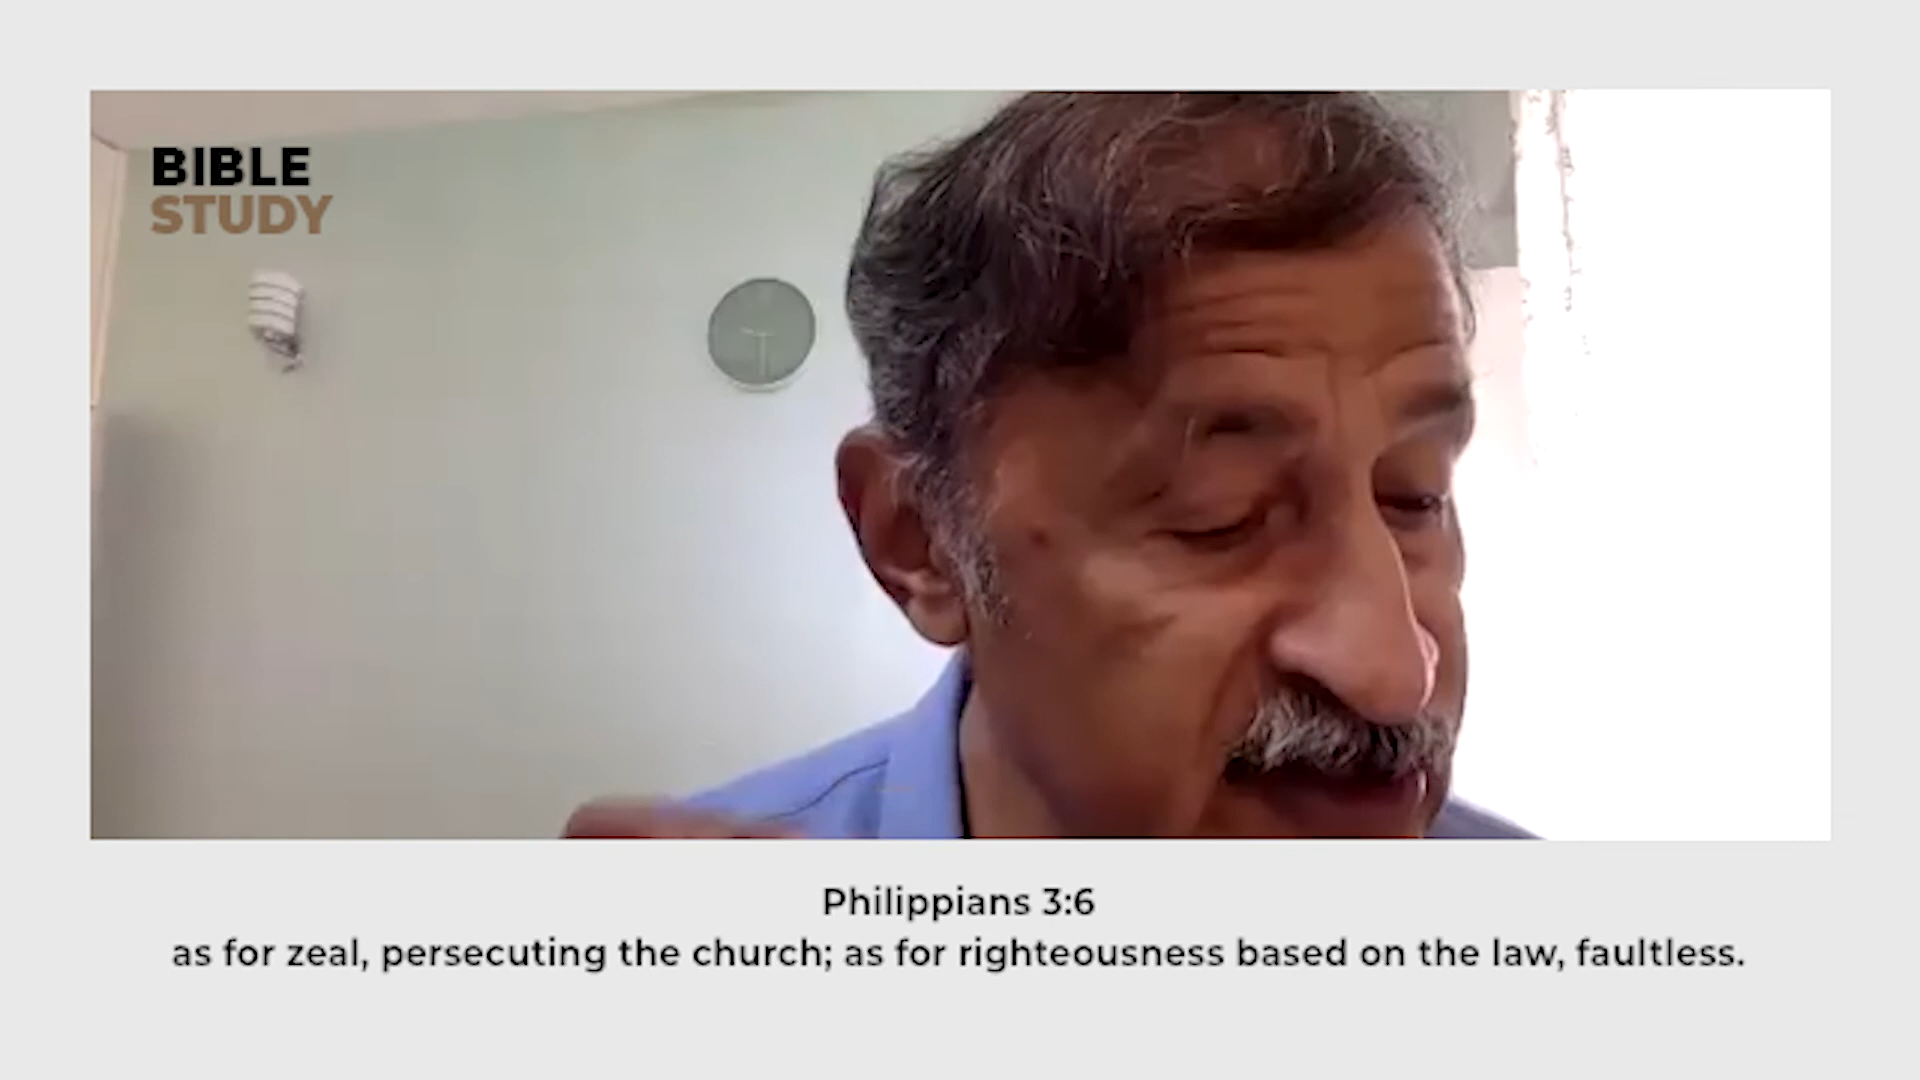 BIBLE
STUDY
Philippians 3:6
as for zeal, persecuting the church; as for righteousness based on the law, faultless.